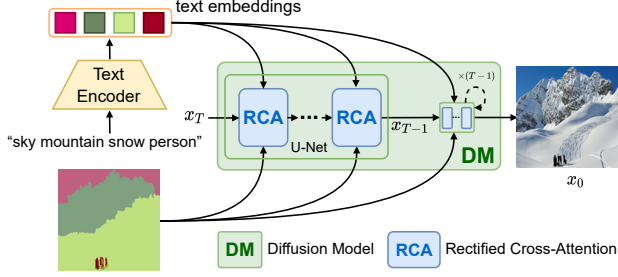 text embeddings
Text
Encoder
"sky mountain snow person"
x_T
RCA
RCA
U-Net
x_{T-1}
×(T−1)
DM
x_0
DM Diffusion Model
RCA Rectified Cross-Attention